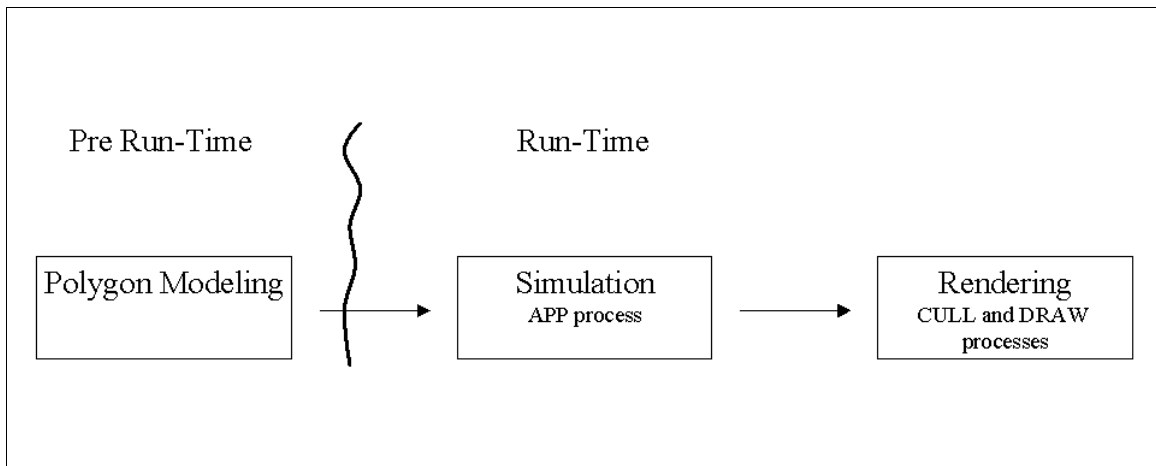 Pre Run-Time
Run-Time
Polygon Modeling
Simulation
APP process
Rendering
CULL and DRAW
processes